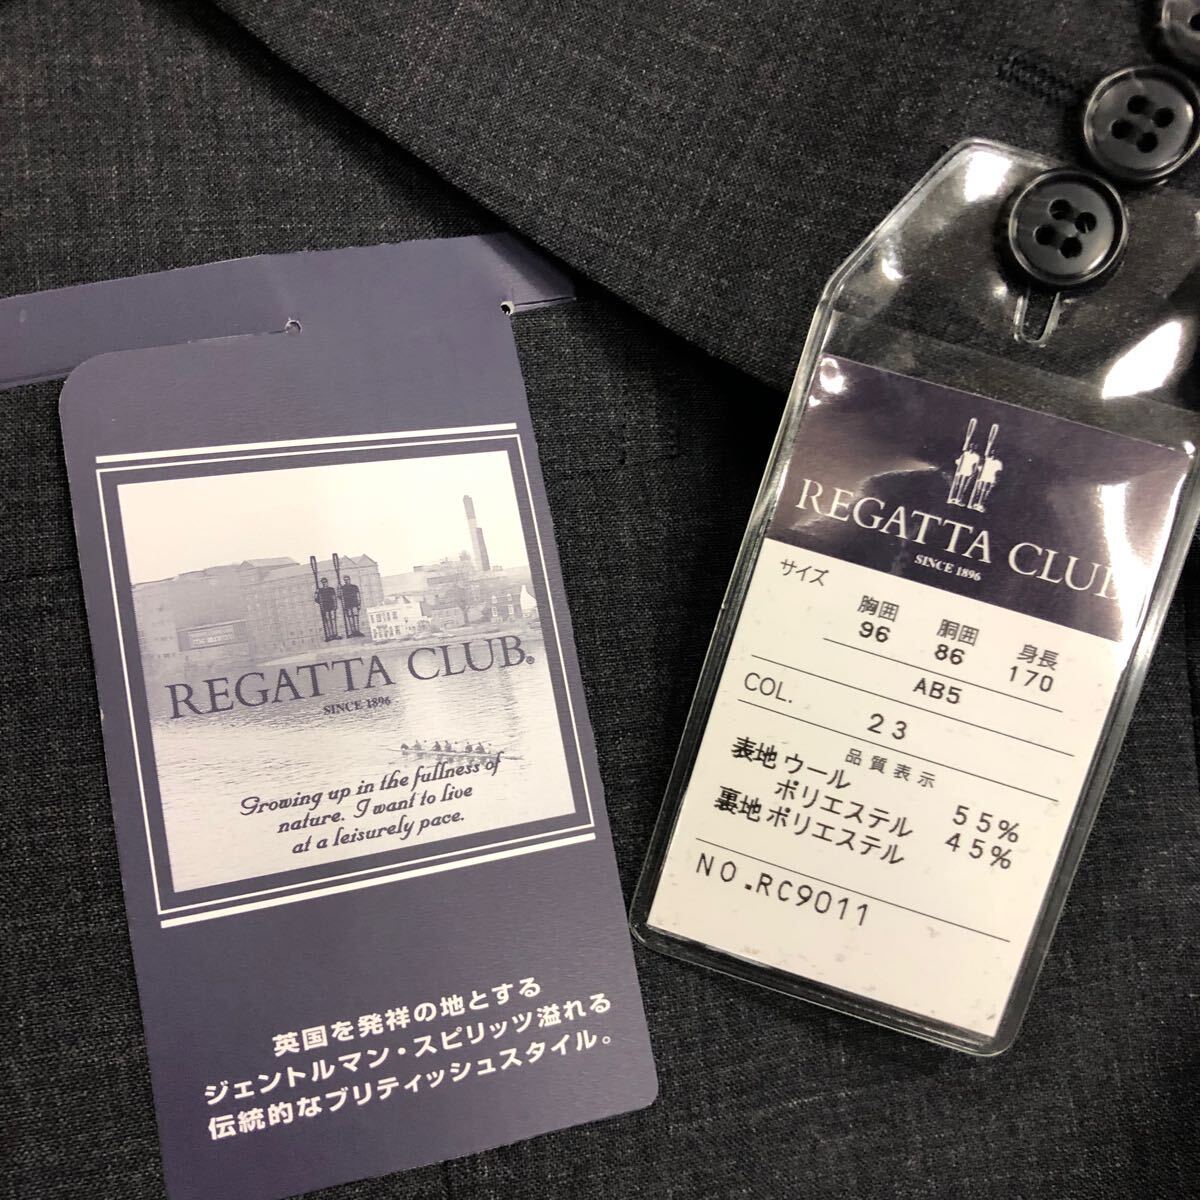 REGATTA CLUB®
SINCE 1896
Growing up in the fullness of
nature. I want to live
at a leisurely pace.
英国を発祥の地とする
ジェントルマン・スピリッツ溢れる
伝統的なブリティッシュスタイル。
REGATTA CLUB
SINCE 1896
サイズ
胸囲 胴囲 身長
96 86 170
AB5
COL. 23
品質表示
表地 ウール 55%
ポリエステル 45%
裏地 ポリエステル
NO.RC9011